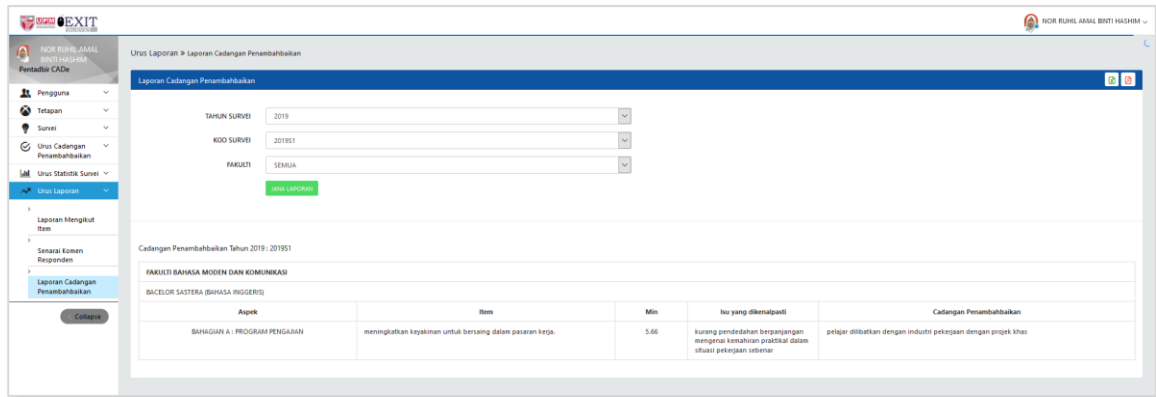 UPM EXIT
SURVEY
NOR RUHIL AMAL BINTI HASHIM
NOR RUHIL AMAL
BINTI HASHIM
Pentadbir CADe
Pengguna
Tetapan
Survei
Urus Cadangan
Penambahbaikan
Urus Statistik Survei
Urus Laporan
Laporan Mengikut
Item
Senarai Komen
Responden
Laporan Cadangan
Penambahbaikan
Collapse
Urus Laporan » Laporan Cadangan Penambahbaikan
Laporan Cadangan Penambahbaikan
TAHUN SURVEI 2019
KOD SURVEI 2019S1
FAKULTI SEMUA
JANA LAPORAN
Cadangan Penambahbaikan Tahun 2019 : 2019S1
FAKULTI BAHASA MODEN DAN KOMUNIKASI
BACELOR SASTERA (BAHASA INGGERIS)
Aspek Item Min Isu yang dikenalpasti Cadangan Penambahbaikan
BAHAGIAN A : PROGRAM PENGAJIAN meningkatkan keyakinan untuk bersaing dalam pasaran kerja. 5.66 kurang pendedahan berpanjangan pelajar dilibatkan dengan industri pekerjaan dengan projek khas
mengenai kemahiran praktikal dalam
situasi pekerjaan sebenar